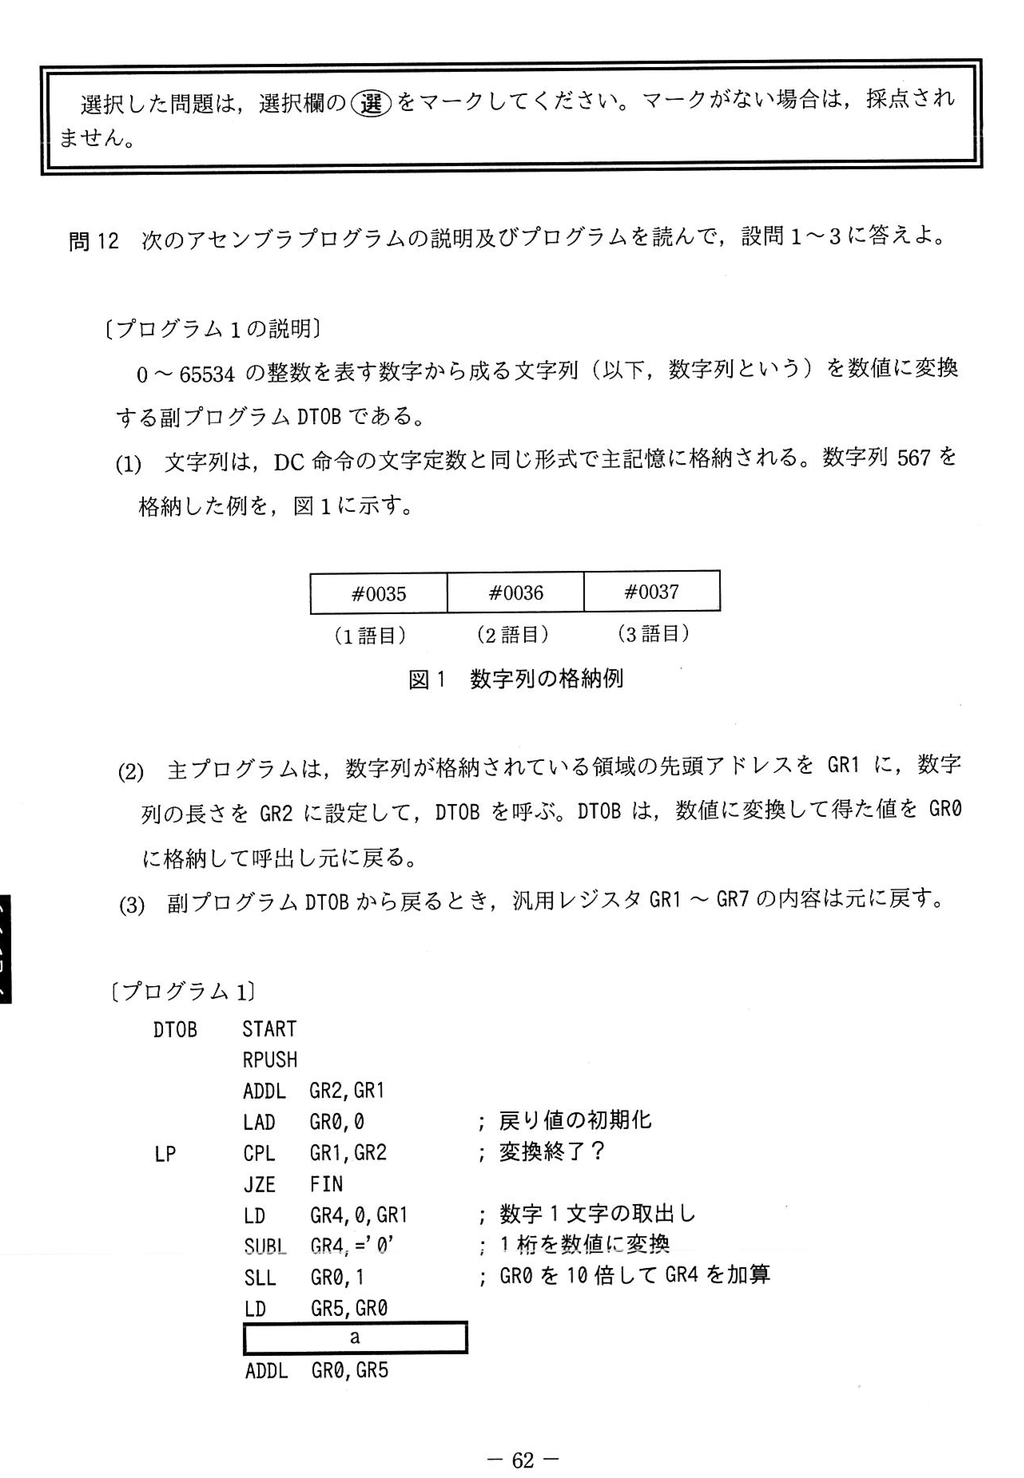 選択した問題は，選択欄の㊟をマークしてください。マークがない場合は，採点され
ません。
問 12　次のアセンブラプログラムの説明及びプログラムを読んで，設問 1～3 に答えよ。
〔プログラム 1 の説明〕
0～65534 の整数を表す数字から成る文字列（以下，数字列という）を数値に変換
する副プログラム DTOB である。
(1)　文字列は，DC 命令の文字定数と同じ形式で主記憶に格納される。数字列 567 を
格納した例を，図 1 に示す。
#0035　#0036　#0037
（1 語目）　（2 語目）　（3 語目）
図 1　数字列の格納例
(2)　主プログラムは，数字列が格納されている領域の先頭アドレスを GR1 に，数字
列の長さを GR2 に設定して，DTOB を呼ぶ。DTOB は，数値に変換して得た値を GR0
に格納して呼出し元に戻る。
(3)　副プログラム DTOB から戻るとき，汎用レジスタ GR1～GR7 の内容は元に戻す。
〔プログラム 1〕
DTOB　START
RPUSH
ADDL　GR2,GR1
LAD　GR0,0　; 戻り値の初期化
LP　CPL　GR1,GR2　; 変換終了？
JZE　FIN
LD　GR4,0,GR1　; 数字 1 文字の取出し
SUBL　GR4,='0'　; 1 桁を数値に変換
SLL　GR0,1　; GR0 を 10 倍して GR4 を加算
LD　GR5,GR0
a
ADDL　GR0,GR5
－ 62 －